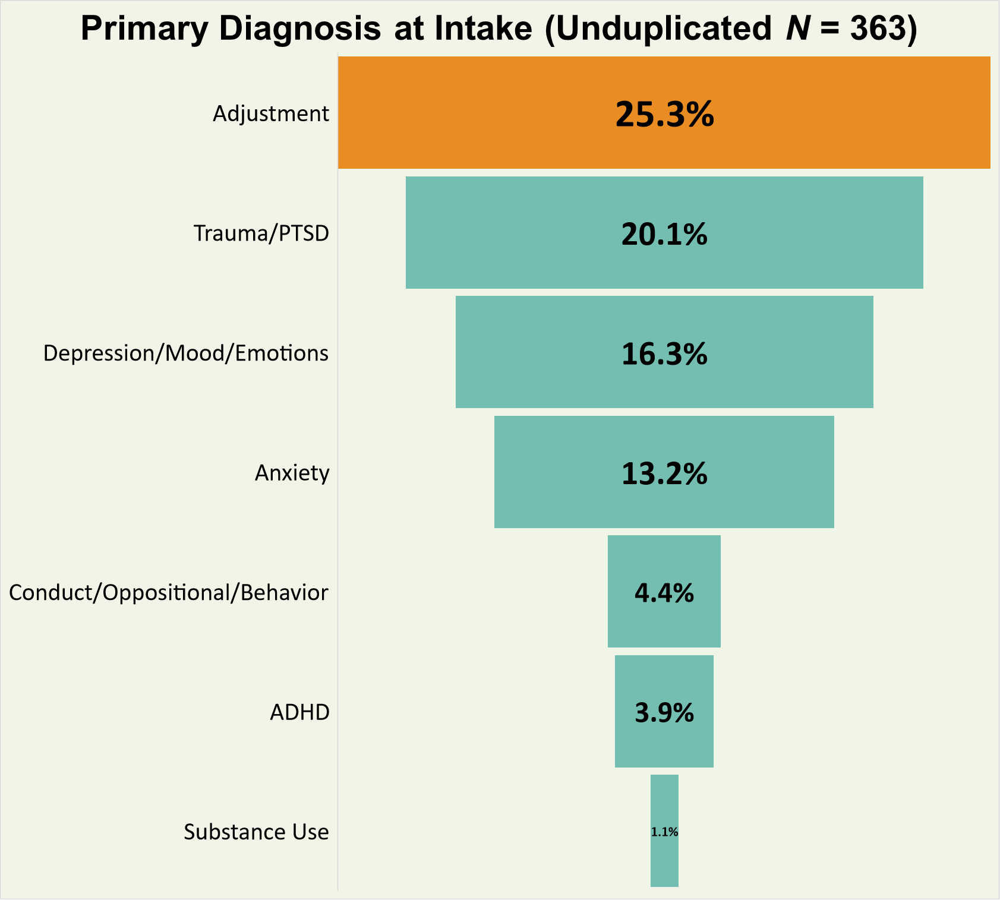 Primary Diagnosis at Intake (Unduplicated N = 363)
Adjustment 25.3%
Trauma/PTSD 20.1%
Depression/Mood/Emotions 16.3%
Anxiety 13.2%
Conduct/Oppositional/Behavior 4.4%
ADHD 3.9%
Substance Use 1.1%